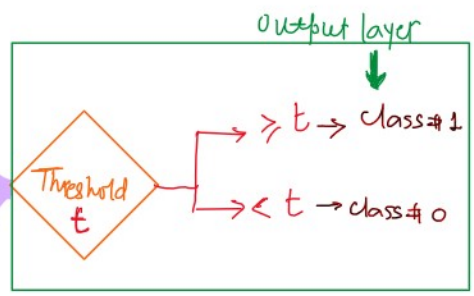 Output layer
≥ t → class#1
Threshold
t
< t → class#0